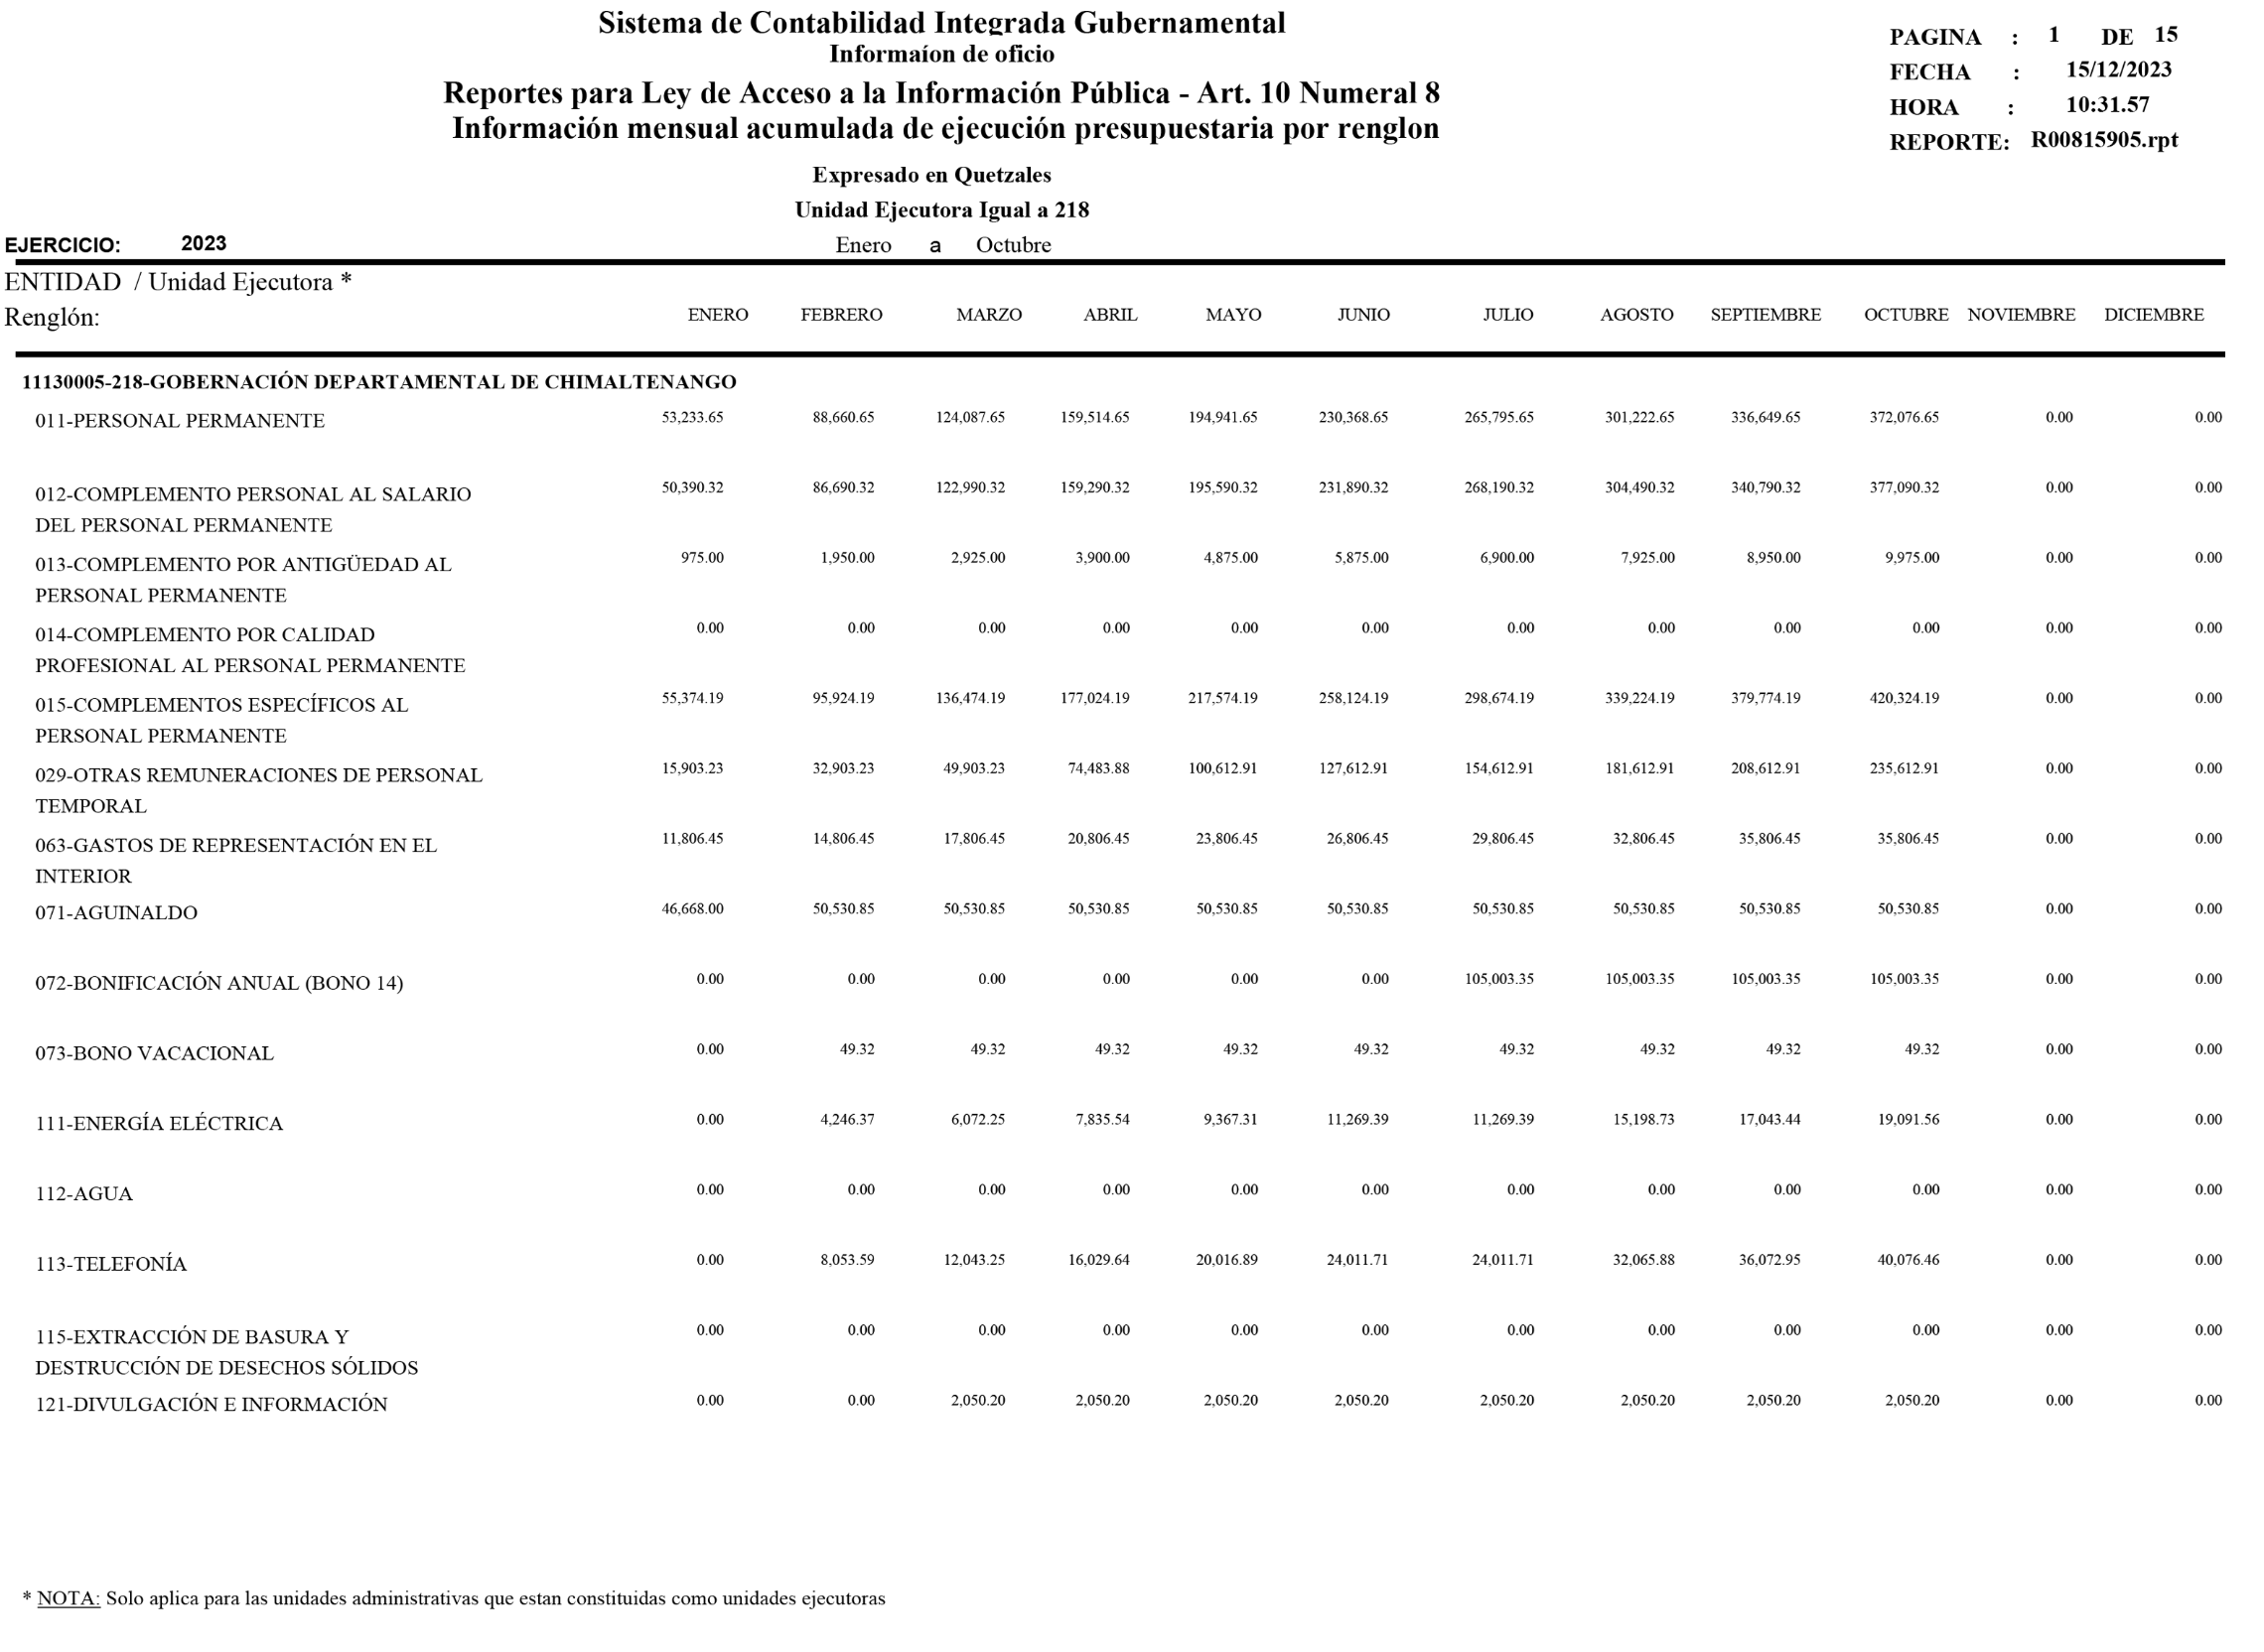 Sistema de Contabilidad Integrada Gubernamental
Informaíon de oficio
Reportes para Ley de Acceso a la Información Pública - Art. 10 Numeral 8
Información mensual acumulada de ejecución presupuestaria por renglon
PAGINA : 1 DE 15
FECHA : 15/12/2023
HORA : 10:31.57
REPORTE: R00815905.rpt
Expresado en Quetzales
Unidad Ejecutora Igual a 218
EJERCICIO: 2023 Enero a Octubre
ENTIDAD / Unidad Ejecutora *
Renglón: ENERO FEBRERO MARZO ABRIL MAYO JUNIO JULIO AGOSTO SEPTIEMBRE OCTUBRE NOVIEMBRE DICIEMBRE
11130005-218-GOBERNACIÓN DEPARTAMENTAL DE CHIMALTENANGO
011-PERSONAL PERMANENTE 53,233.65 88,660.65 124,087.65 159,514.65 194,941.65 230,368.65 265,795.65 301,222.65 336,649.65 372,076.65 0.00 0.00
012-COMPLEMENTO PERSONAL AL SALARIO 50,390.32 86,690.32 122,990.32 159,290.32 195,590.32 231,890.32 268,190.32 304,490.32 340,790.32 377,090.32 0.00 0.00
DEL PERSONAL PERMANENTE
013-COMPLEMENTO POR ANTIGÜEDAD AL 975.00 1,950.00 2,925.00 3,900.00 4,875.00 5,875.00 6,900.00 7,925.00 8,950.00 9,975.00 0.00 0.00
PERSONAL PERMANENTE
014-COMPLEMENTO POR CALIDAD 0.00 0.00 0.00 0.00 0.00 0.00 0.00 0.00 0.00 0.00 0.00 0.00
PROFESIONAL AL PERSONAL PERMANENTE
015-COMPLEMENTOS ESPECÍFICOS AL 55,374.19 95,924.19 136,474.19 177,024.19 217,574.19 258,124.19 298,674.19 339,224.19 379,774.19 420,324.19 0.00 0.00
PERSONAL PERMANENTE
029-OTRAS REMUNERACIONES DE PERSONAL 15,903.23 32,903.23 49,903.23 74,483.88 100,612.91 127,612.91 154,612.91 181,612.91 208,612.91 235,612.91 0.00 0.00
TEMPORAL
063-GASTOS DE REPRESENTACIÓN EN EL 11,806.45 14,806.45 17,806.45 20,806.45 23,806.45 26,806.45 29,806.45 32,806.45 35,806.45 35,806.45 0.00 0.00
INTERIOR
071-AGUINALDO 46,668.00 50,530.85 50,530.85 50,530.85 50,530.85 50,530.85 50,530.85 50,530.85 50,530.85 50,530.85 0.00 0.00
072-BONIFICACIÓN ANUAL (BONO 14) 0.00 0.00 0.00 0.00 0.00 0.00 105,003.35 105,003.35 105,003.35 105,003.35 0.00 0.00
073-BONO VACACIONAL 0.00 49.32 49.32 49.32 49.32 49.32 49.32 49.32 49.32 49.32 0.00 0.00
111-ENERGÍA ELÉCTRICA 0.00 4,246.37 6,072.25 7,835.54 9,367.31 11,269.39 11,269.39 15,198.73 17,043.44 19,091.56 0.00 0.00
112-AGUA 0.00 0.00 0.00 0.00 0.00 0.00 0.00 0.00 0.00 0.00 0.00 0.00
113-TELEFONÍA 0.00 8,053.59 12,043.25 16,029.64 20,016.89 24,011.71 24,011.71 32,065.88 36,072.95 40,076.46 0.00 0.00
115-EXTRACCIÓN DE BASURA Y 0.00 0.00 0.00 0.00 0.00 0.00 0.00 0.00 0.00 0.00 0.00 0.00
DESTRUCCIÓN DE DESECHOS SÓLIDOS
121-DIVULGACIÓN E INFORMACIÓN 0.00 0.00 2,050.20 2,050.20 2,050.20 2,050.20 2,050.20 2,050.20 2,050.20 2,050.20 0.00 0.00
* NOTA: Solo aplica para las unidades administrativas que estan constituidas como unidades ejecutoras